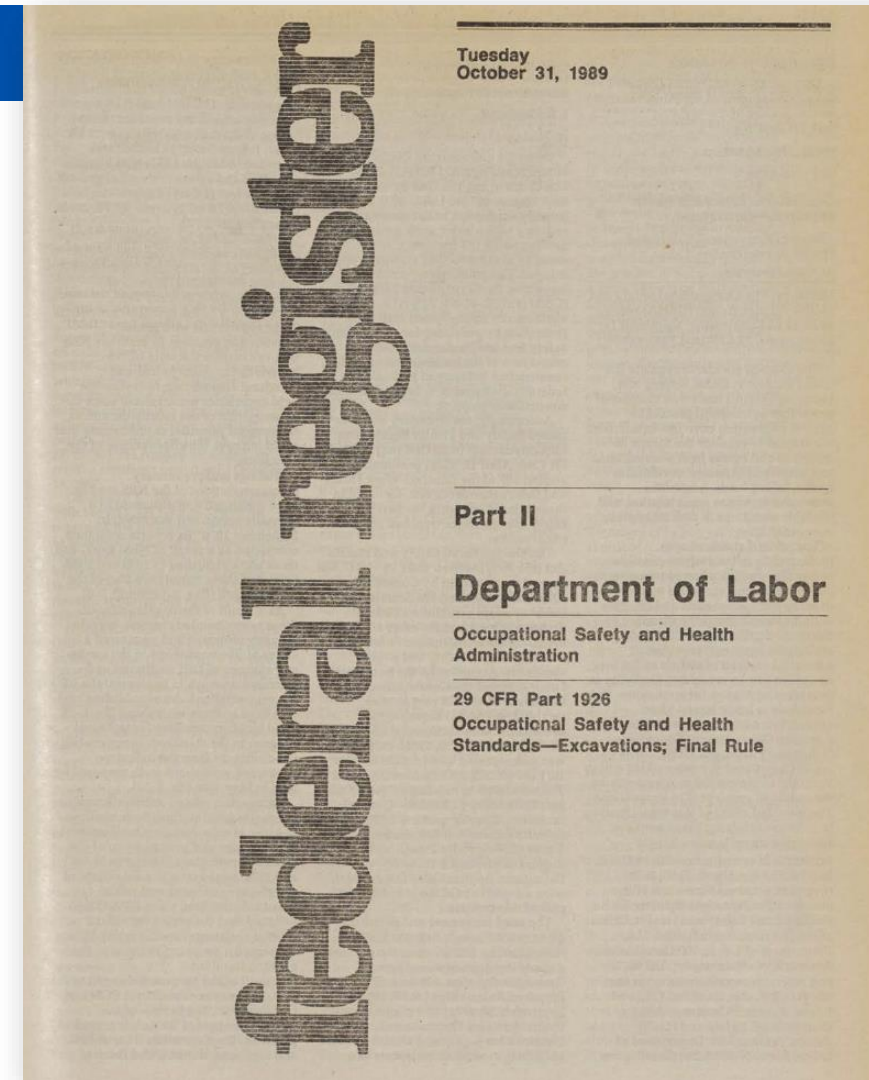 federal register
Tuesday
October 31, 1989
Part II
Department of Labor
Occupational Safety and Health
Administration
29 CFR Part 1926
Occupational Safety and Health
Standards—Excavations; Final Rule